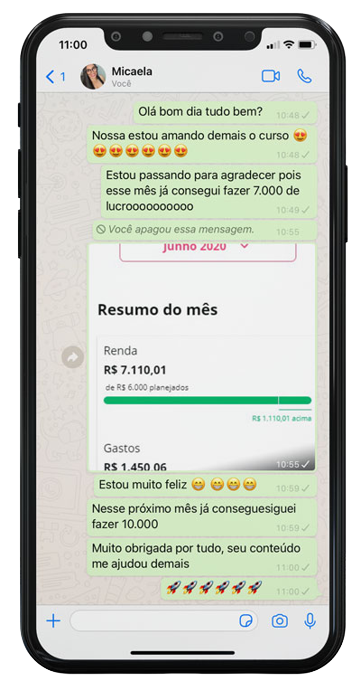 11:00
1
Micaela
Você
Olá bom dia tudo bem?
10:48
Nossa estou amando demais o curso 😍
😍😍😍😍😍😍
10:48
Estou passando para agradecer pois
esse mês já consegui fazer 7.000 de
lucroooooooooo
10:49
Você apagou esta mensagem.
10:55
Junho 2020
Resumo do mês
Renda
R$ 7.110,01
de R$ 6.000 planejados
R$ 1.110,01 acima
Gastos
R$ 1.450,06
10:55
Estou muito feliz 😁😁😁😁
10:59
Nesse próximo mês já conseguesiguei
fazer 10.000
10:59
Muito obrigada por tudo, seu conteúdo
me ajudou demais
11:00
🚀🚀🚀🚀🚀🚀
11:00